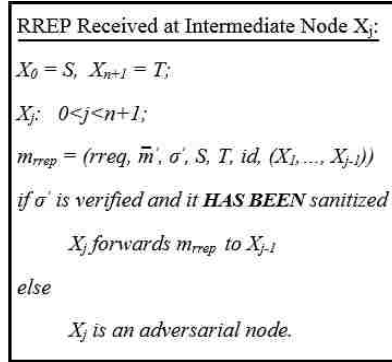 RREP Received at Intermediate Node Xj:
X0 = S, Xn+1 = T;
Xj: 0<j<n+1;
mrrep = (rreq, m̄', σ', S, T, id, (X1,..., Xj-1))
if σ' is verified and it HAS BEEN sanitized
Xj forwards mrrep to Xj-1
else
Xj is an adversarial node.